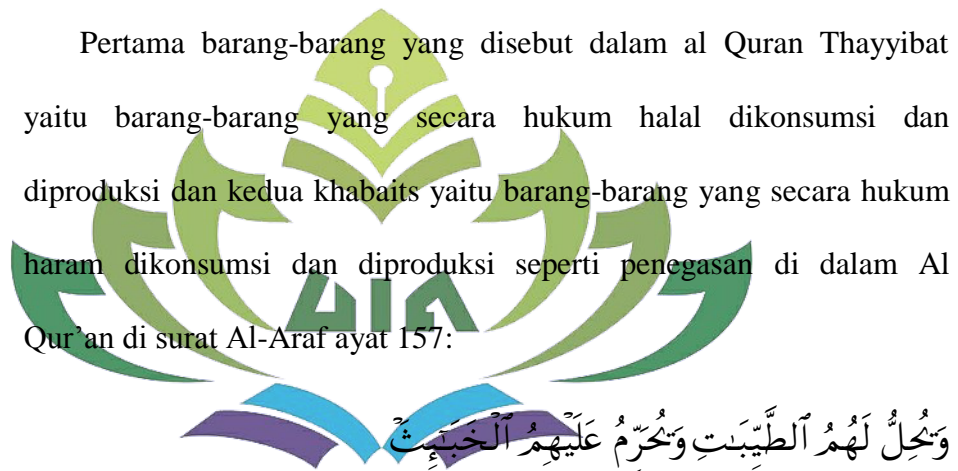 Pertama barang-barang yang disebut dalam al Quran Thayyibat
yaitu barang-barang yang secara hukum halal dikonsumsi dan
diproduksi dan kedua khabaits yaitu barang-barang yang secara hukum
haram dikonsumsi dan diproduksi seperti penegasan di dalam Al
UIA
Qur’an di surat Al-Araf ayat 157:
وَيُحِلُّ لَهُمُ ٱلطَّيِّبَٰتِ وَيُحَرِّمُ عَلَيْهِمُ ٱلْخَبَٰٓئِثَ